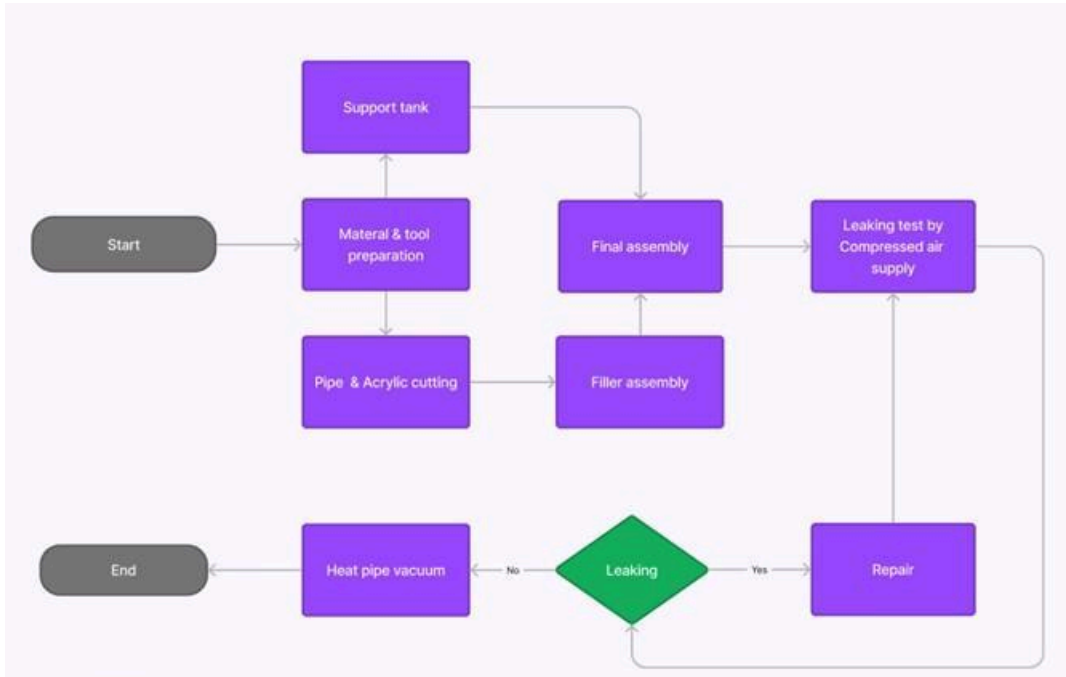 Support tank
Start
Materal & tool
preparation
Final assembly
Leaking test by
Compressed air
supply
Pipe & Acrylic cutting
Filler assembly
End
Heat pipe vacuum
No
Leaking
Yes
Repair